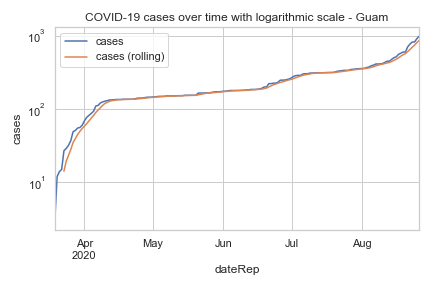 COVID-19 cases over time with logarithmic scale - Guam
cases
cases (rolling)
10³
10²
10¹
cases
Apr
2020
May
Jun
Jul
Aug
dateRep